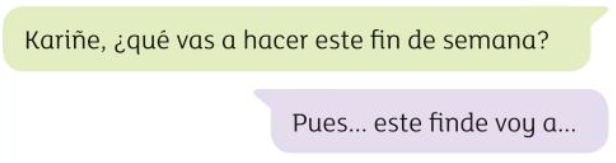 Kariñe, ¿qué vas a hacer este fin de semana?
Pues... este finde voy a...